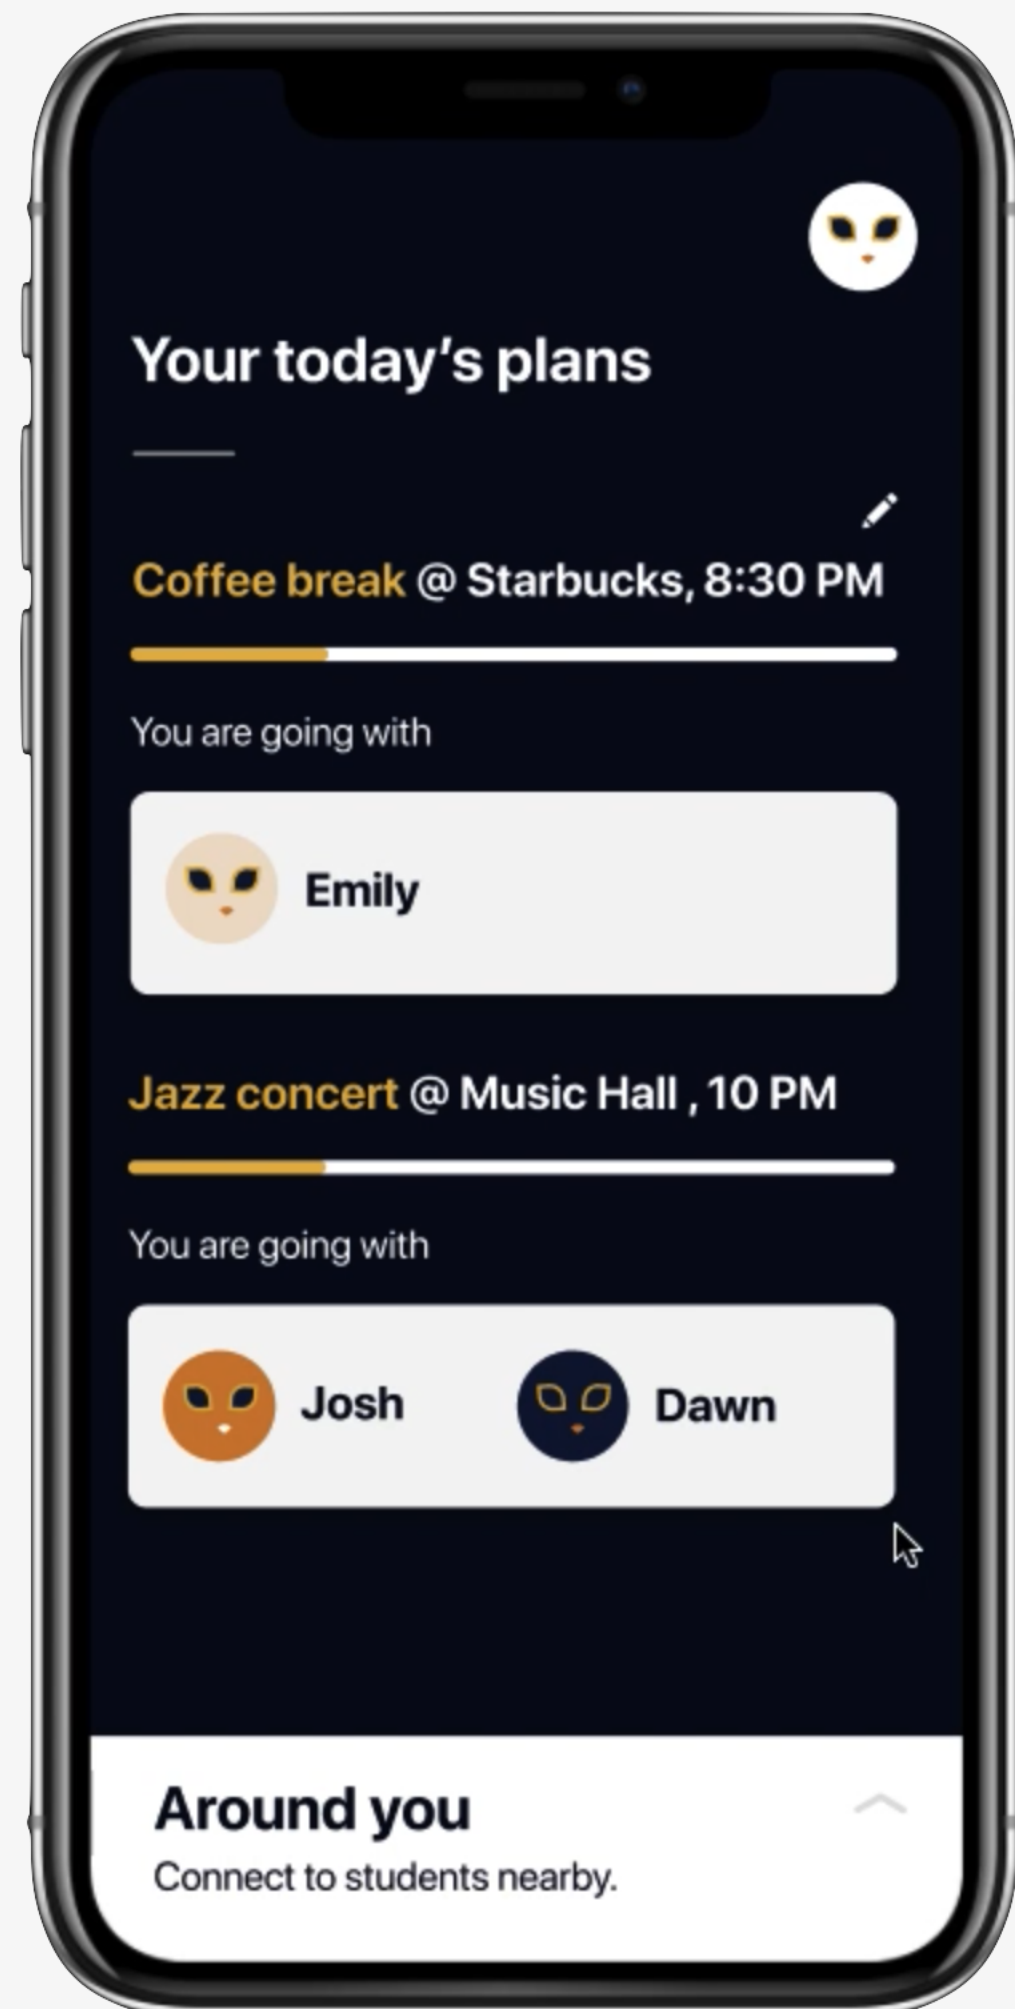 Your today's plans
Coffee break @ Starbucks, 8:30 PM
You are going with
Emily
Jazz concert @ Music Hall , 10 PM
You are going with
Josh Dawn
Around you
Connect to students nearby.